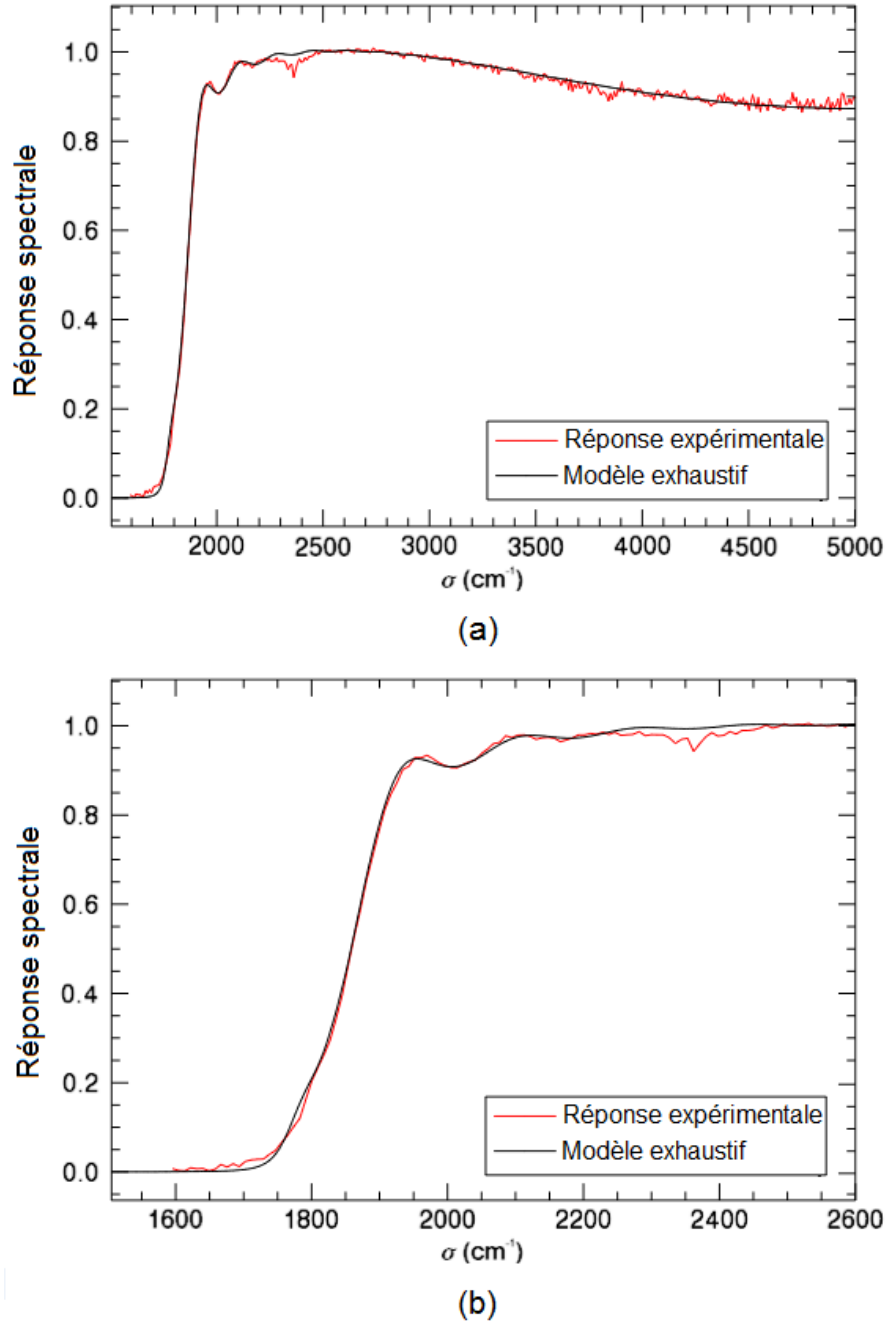 1.0
0.8
0.6
0.4
0.2
0.0
Réponse spectrale
Réponse expérimentale
Modèle exhaustif
2000 2500 3000 3500 4000 4500 5000
σ (cm⁻¹)
(a)
1.0
0.8
0.6
0.4
0.2
0.0
Réponse spectrale
Réponse expérimentale
Modèle exhaustif
1600 1800 2000 2200 2400 2600
σ (cm⁻¹)
(b)